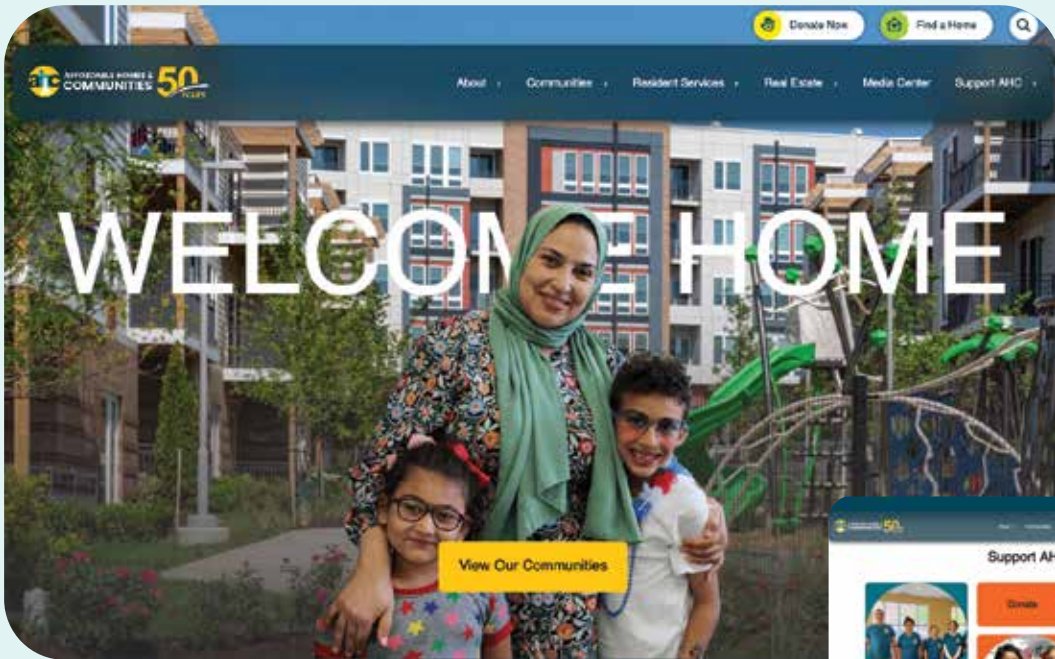 Donate Now
Find a Home
AFFORDABLE HOMES &
COMMUNITIES
50
YEARS
About
Communities
Resident Services
Real Estate
Media Center
Support AHC
WELCOME HOME
View Our Communities
50
Support AH
Donate